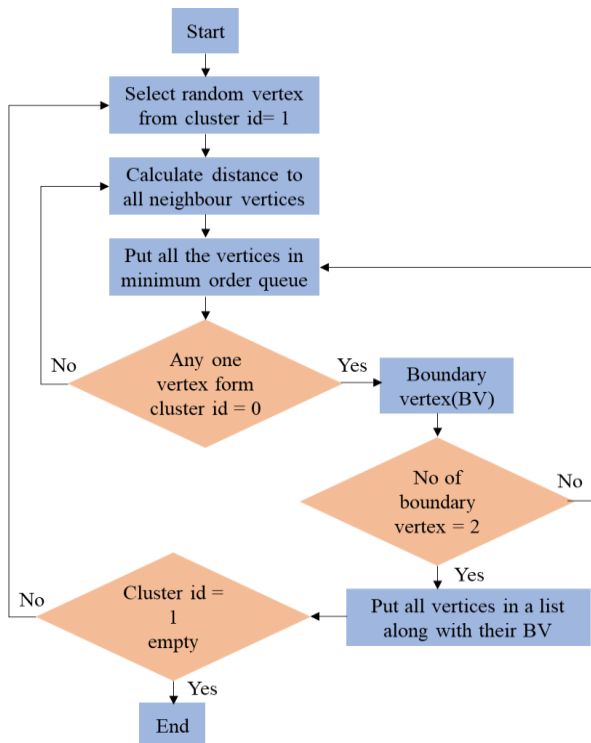 Start
Select random vertex
from cluster id= 1
Calculate distance to
all neighbour vertices
Put all the vertices in
minimum order queue
No
Any one
vertex form
cluster id = 0
Yes
Boundary
vertex(BV)
No of
boundary
vertex = 2
No
Yes
Put all vertices in a list
along with their BV
No
Cluster id =
1
empty
Yes
End